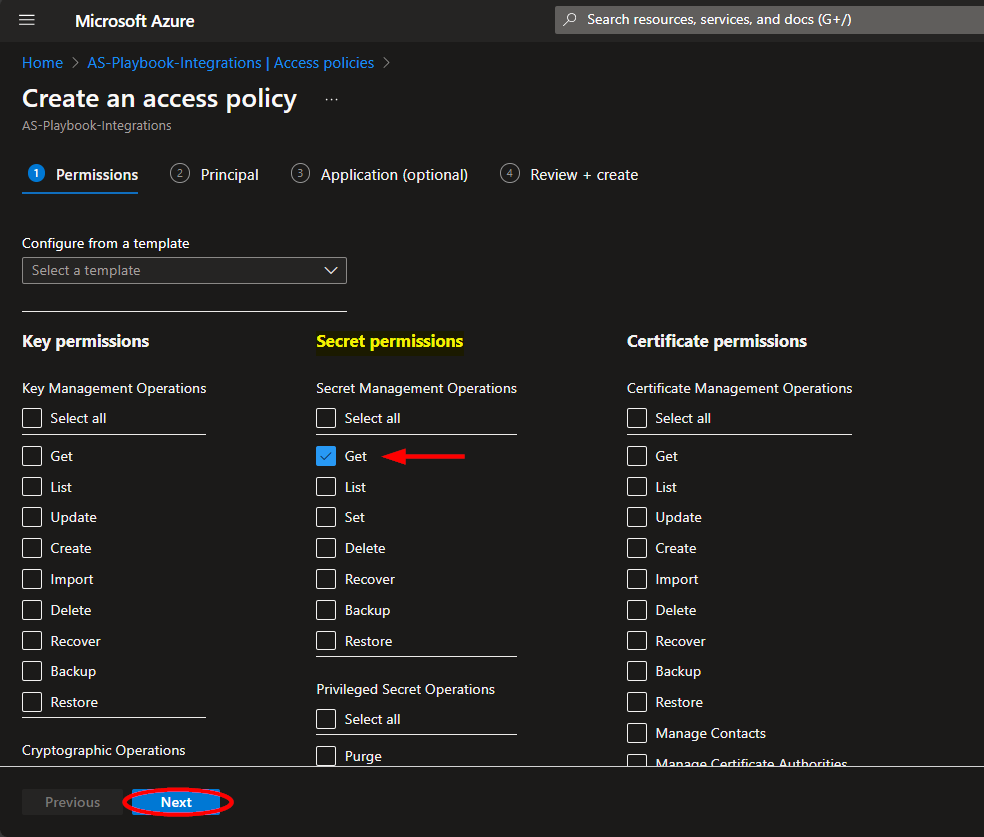 Microsoft Azure
Search resources, services, and docs (G+/)
Home > AS-Playbook-Integrations | Access policies >
Create an access policy ...
AS-Playbook-Integrations
1 Permissions
2 Principal
3 Application (optional)
4 Review + create
Configure from a template
Select a template
Key permissions
Key Management Operations
Select all
Get
List
Update
Create
Import
Delete
Recover
Backup
Restore
Cryptographic Operations
Secret permissions
Secret Management Operations
Select all
Get
List
Set
Delete
Recover
Backup
Restore
Privileged Secret Operations
Select all
Purge
Certificate permissions
Certificate Management Operations
Select all
Get
List
Update
Create
Import
Delete
Recover
Backup
Restore
Manage Contacts
Manage Certificate Authorities
Previous
Next